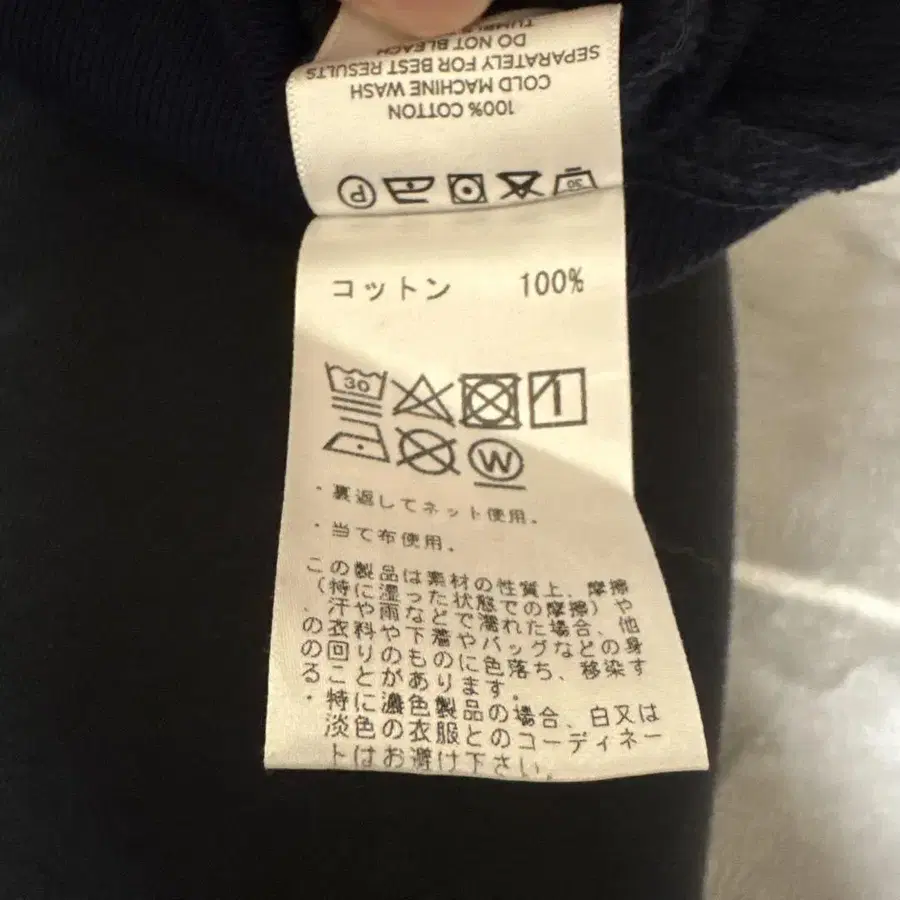 100% COTTON
COLD MACHINE WASH
SEPARATELY FOR BEST RESULTS
DO NOT BLEACH
30
P
コットン 100%
30
W
・裏返してネット使用。
・当て布使用。
この製品は素材の性質上、摩擦
(特に湿った状態での摩擦)や
、汗や雨などで濡れた場合、他
の衣料や下着やバッグなどの身
の回りのものに色落ち、移染す
ることがあります。
・特に濃色製品の場合、白又は
淡色の衣服とのコーディネー
トはお避け下さい。